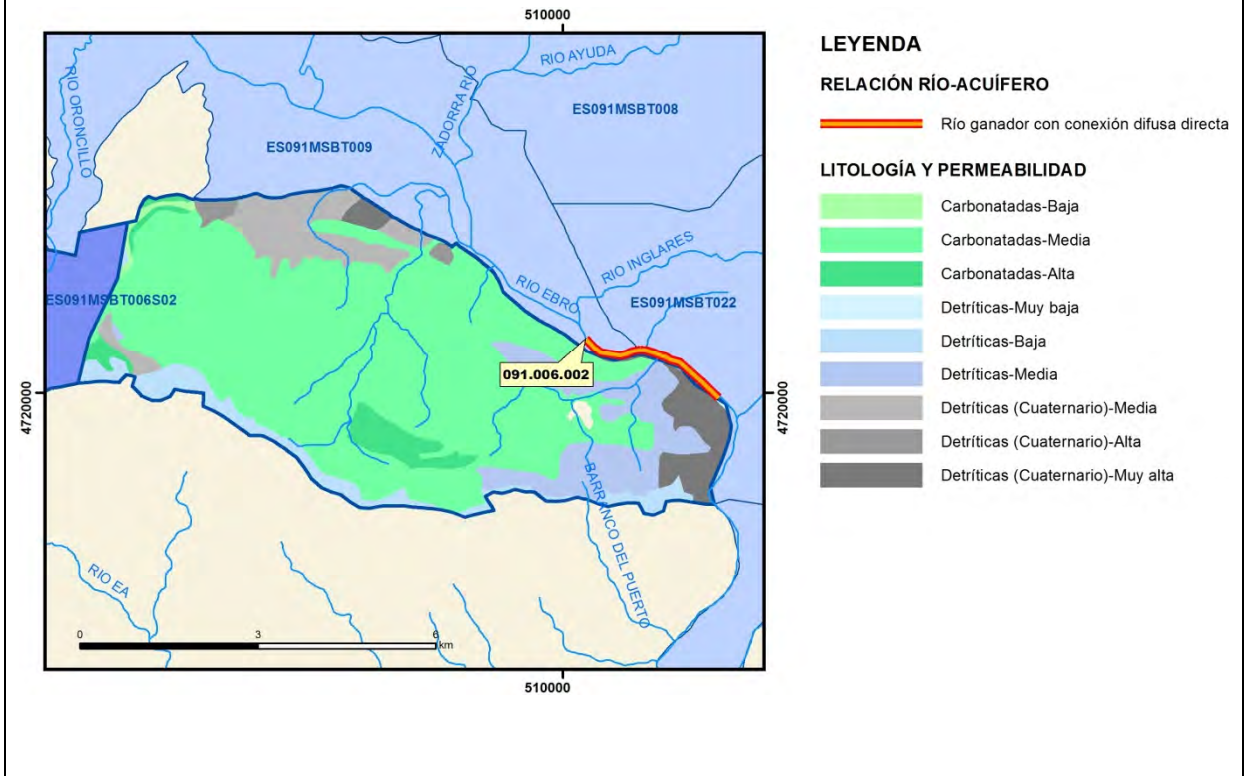 510000
RIO ORONCILLO
ZADORRA RIO
RIO AYUDA
ES091MSBT008
ES091MSBT009
RIO INGLARES
RIO EBRO
ES091MSBT006S02
ES091MSBT022
091.006.002
4720000
4720000
BARRANCO DEL PUERTO
RIO EA
0 3 6
km
510000
LEYENDA
RELACIÓN RÍO-ACUÍFERO
Río ganador con conexión difusa directa
LITOLOGÍA Y PERMEABILIDAD
Carbonatadas-Baja
Carbonatadas-Media
Carbonatadas-Alta
Detríticas-Muy baja
Detríticas-Baja
Detríticas-Media
Detríticas (Cuaternario)-Media
Detríticas (Cuaternario)-Alta
Detríticas (Cuaternario)-Muy alta